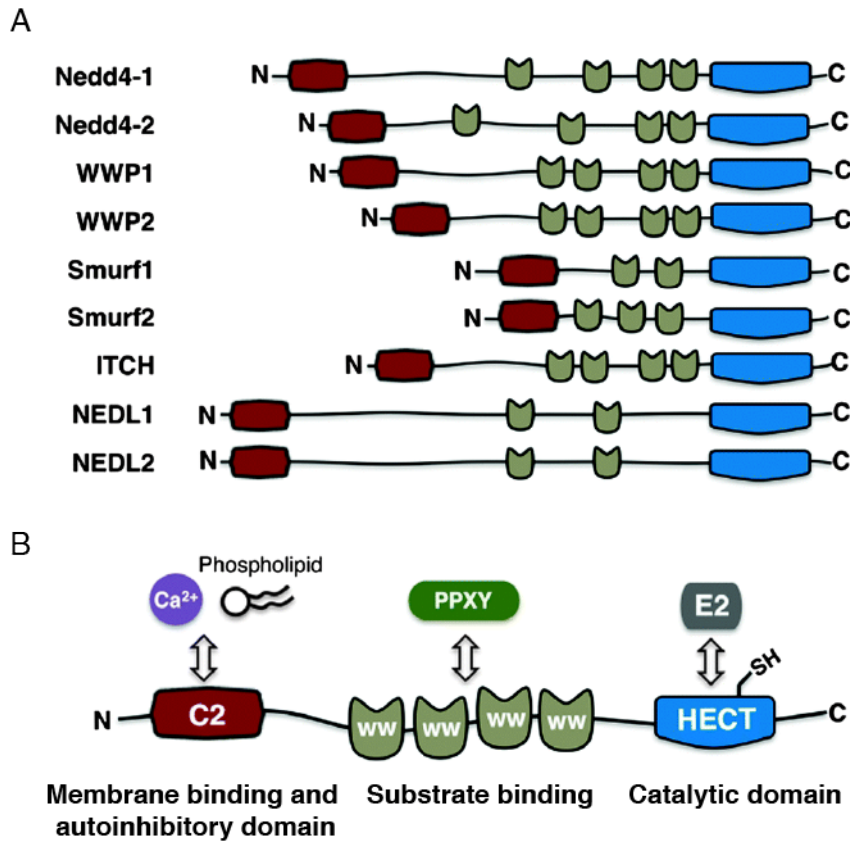 A
Nedd4-1 N C
Nedd4-2 N C
WWP1 N C
WWP2 N C
Smurf1 N C
Smurf2 N C
ITCH N C
NEDL1 N C
NEDL2 N C
B
Phospholipid
Ca2+ PPXY E2
SH
N C2 WW WW WW WW HECT C
Membrane binding and
autoinhibitory domain
Substrate binding
Catalytic domain